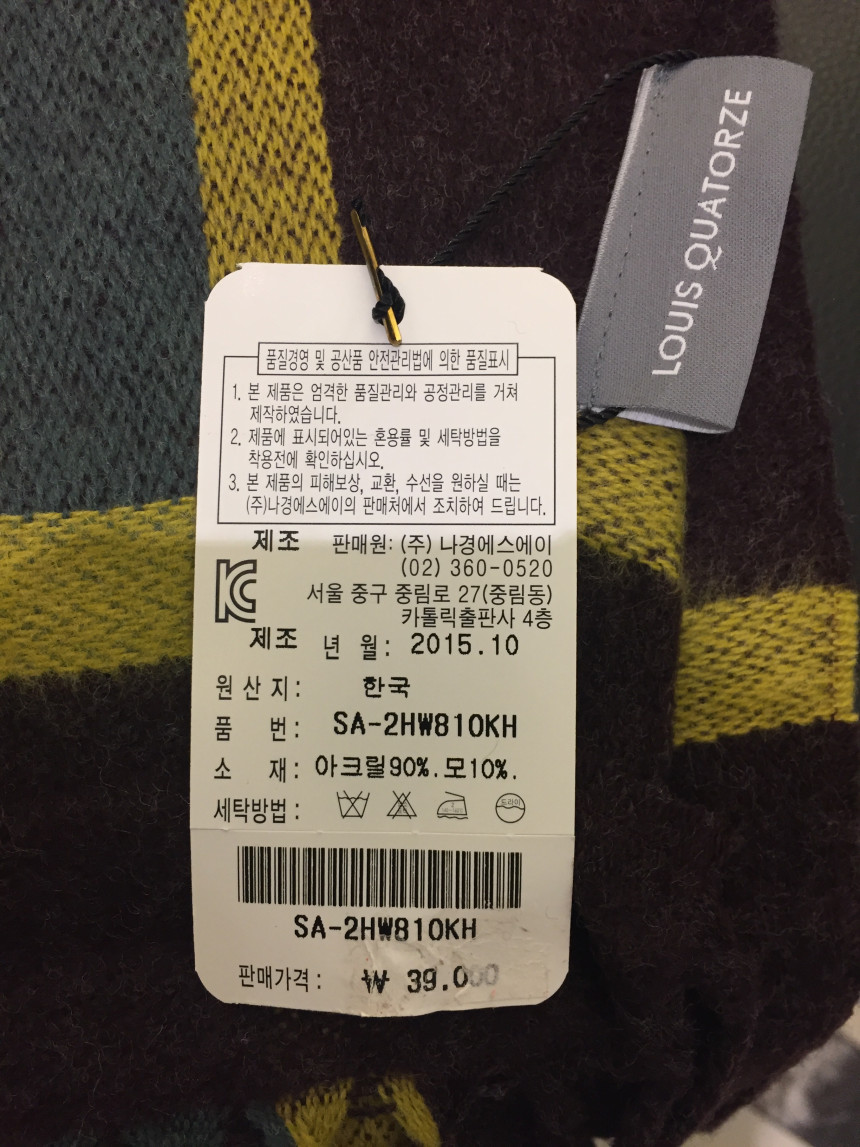 LOUIS QUATORZE
품질경영 및 공산품 안전관리법에 의한 품질표시
1. 본 제품은 엄격한 품질관리와 공정관리를 거쳐
제작하였습니다.
2. 제품에 표시되어있는 혼용률 및 세탁방법을
착용전에 확인하십시오.
3. 본 제품의 피해보상, 교환, 수선을 원하실 때는
(주)나경에스에이의 판매처에서 조치하여 드립니다.
제조 판매원: (주) 나경에스에이
(02) 360-0520
서울 중구 중림로 27(중림동)
카톨릭출판사 4층
제조 년 월: 2015.10
원산지: 한국
품 번: SA-2HW810KH
소 재: 아크릴90%.모10%.
세탁방법:
드라이
SA-2HW810KH
판매가격: ₩ 39.000